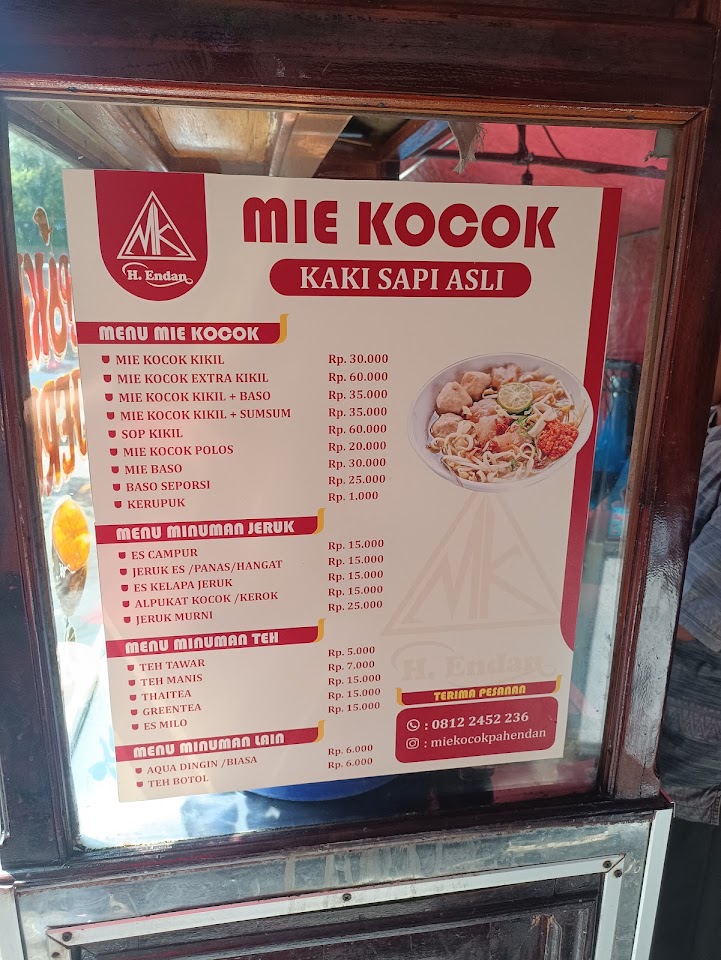 MK
H. Endan
MIE KOCOK
KAKI SAPI ASLI
MENU MIE KOCOK
MIE KOCOK KIKIL Rp. 30.000
MIE KOCOK EXTRA KIKIL Rp. 60.000
MIE KOCOK KIKIL + BASO Rp. 35.000
MIE KOCOK KIKIL + SUMSUM Rp. 35.000
SOP KIKIL Rp. 60.000
MIE KOCOK POLOS Rp. 20.000
MIE BASO Rp. 30.000
BASO SEPORSI Rp. 25.000
KERUPUK Rp. 1.000
MENU MINUMAN JERUK
ES CAMPUR Rp. 15.000
JERUK ES /PANAS/HANGAT Rp. 15.000
ES KELAPA JERUK Rp. 15.000
ALPUKAT KOCOK /KEROK Rp. 15.000
JERUK MURNI Rp. 25.000
MENU MINUMAN TEH
TEH TAWAR Rp. 5.000
TEH MANIS Rp. 7.000
THAITEA Rp. 15.000
GREENTEA Rp. 15.000
ES MILO Rp. 15.000
MENU MINUMAN LAIN
AQUA DINGIN /BIASA Rp. 6.000
TEH BOTOL Rp. 6.000
MK
H. Endan
TERIMA PESANAN
: 0812 2452 236
: miekocokpahendan